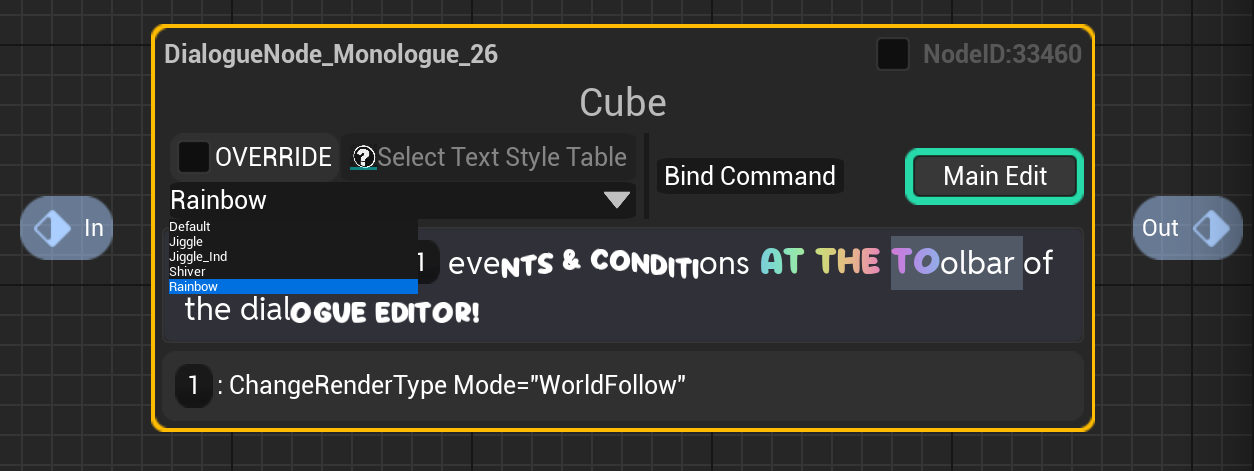 DialogueNode_Monologue_26
NodeID:33460
Cube
OVERRIDE
?Select Text Style Table
Bind Command
Main Edit
Rainbow
Default
Jiggle
Jiggle_Ind
Shiver
Rainbow
In
Out
1 eveNTS & CONDITIons AT THE TOolbar of
the dialOGUE EDITOR!
1 : ChangeRenderType Mode="WorldFollow"